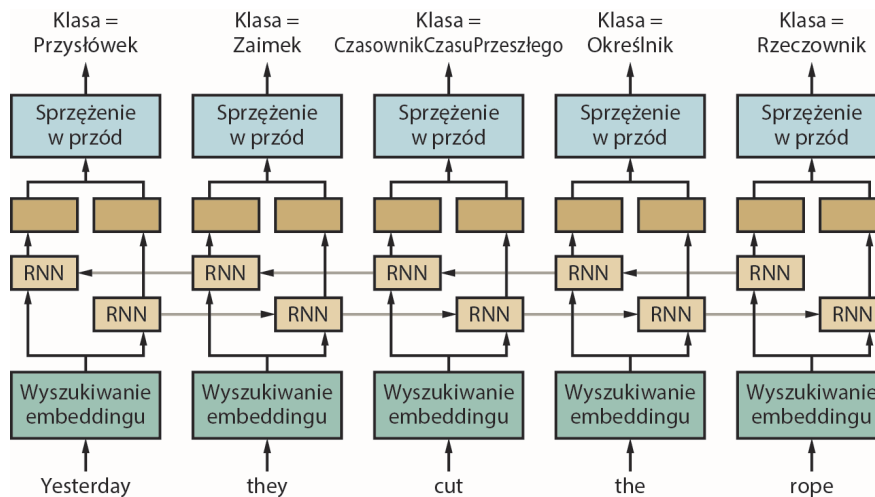 Klasa = Klasa = Klasa = Klasa = Klasa =
Przysłówek Zaimek CzasownikCzasuPrzeszłego Określnik Rzeczownik
Sprzężenie Sprzężenie Sprzężenie Sprzężenie Sprzężenie
w przód w przód w przód w przód w przód
RNN RNN RNN RNN RNN
RNN RNN RNN RNN RNN
Wyszukiwanie Wyszukiwanie Wyszukiwanie Wyszukiwanie Wyszukiwanie
embeddingu embeddingu embeddingu embeddingu embeddingu
Yesterday they cut the rope